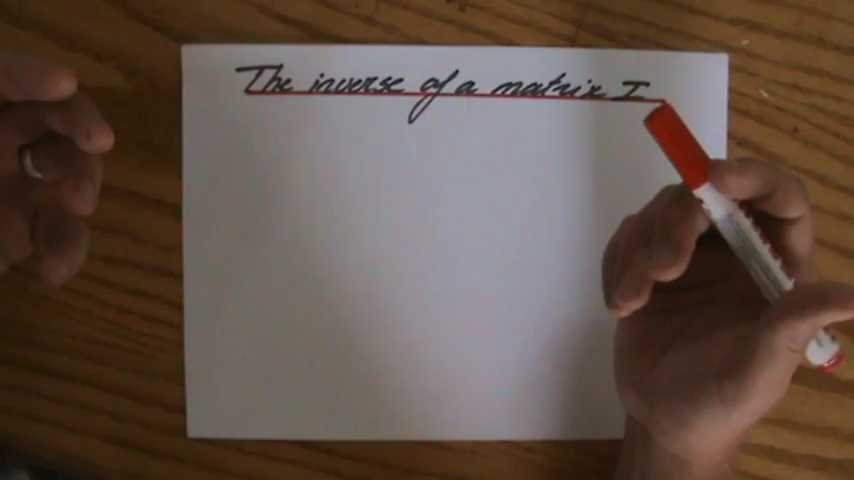 The inverse of a matrix I